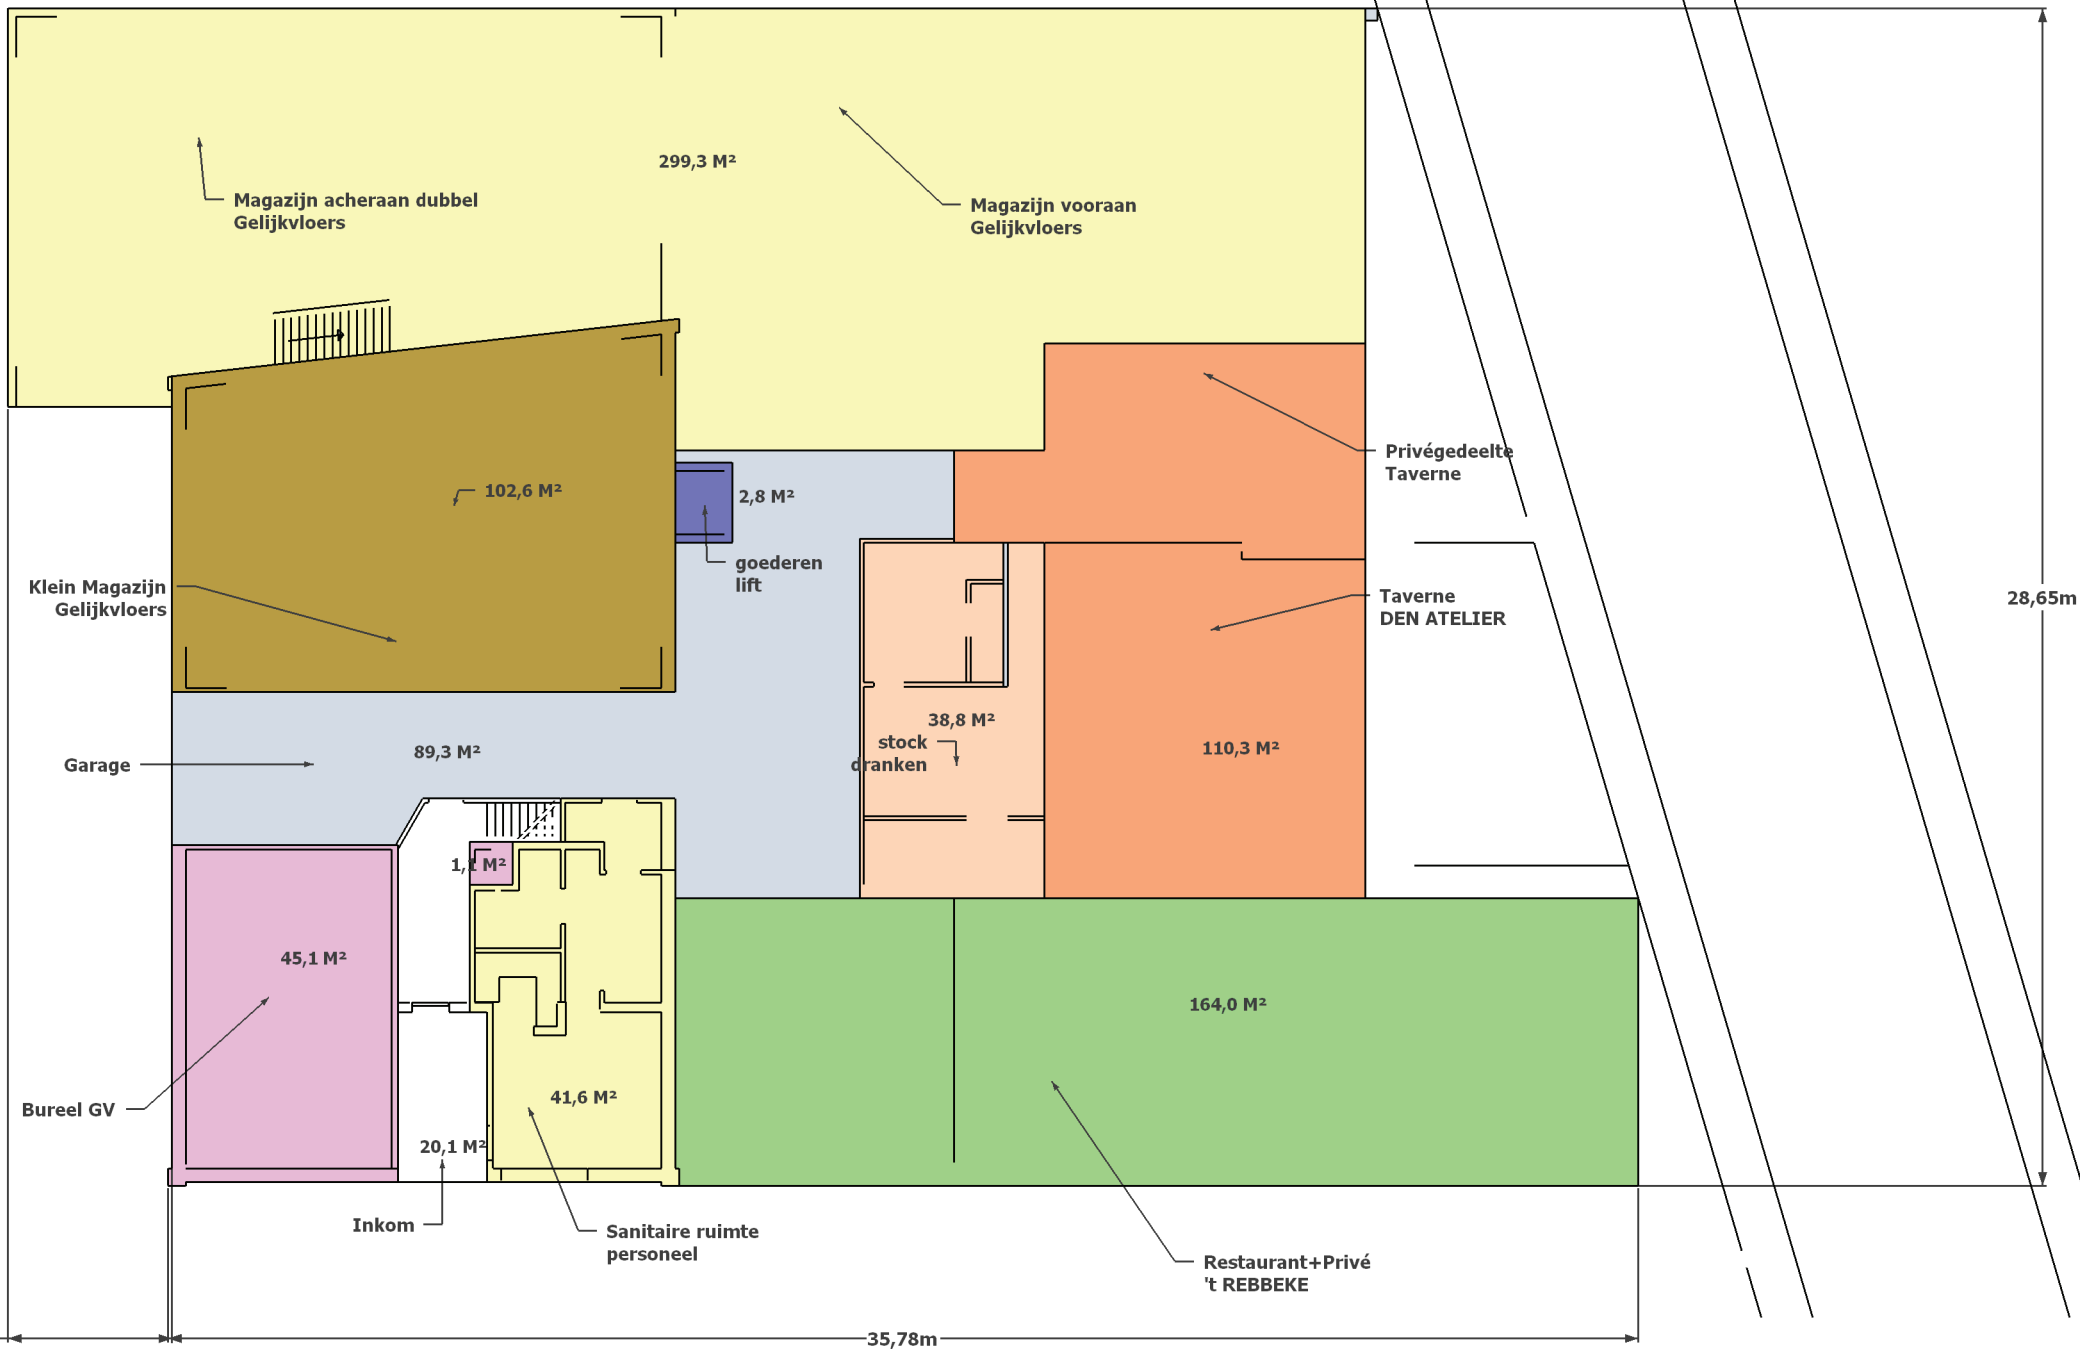 299,3 M²
Magazijn acheraan dubbel
Gelijkvloers
Magazijn vooraan
Gelijkvloers
Privégedeelte
Taverne
102,6 M²
2,8 M²
goederen
lift
Klein Magazijn
Gelijkvloers
Taverne
DEN ATELIER
28,65m
38,8 M²
stock
dranken
110,3 M²
89,3 M²
Garage
1,1 M²
45,1 M²
164,0 M²
41,6 M²
Bureel GV
20,1 M²
Inkom
Sanitaire ruimte
personeel
Restaurant+Privé
't REBBEKE
35,78m